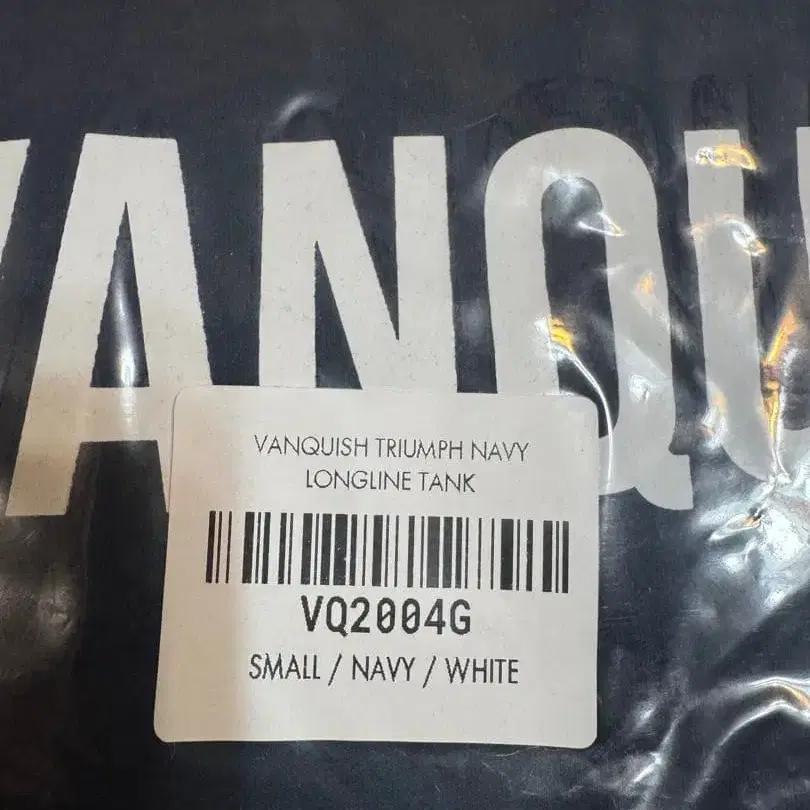 VANQU
VANQUISH TRIUMPH NAVY
LONGLINE TANK
VQ2004G
SMALL / NAVY / WHITE